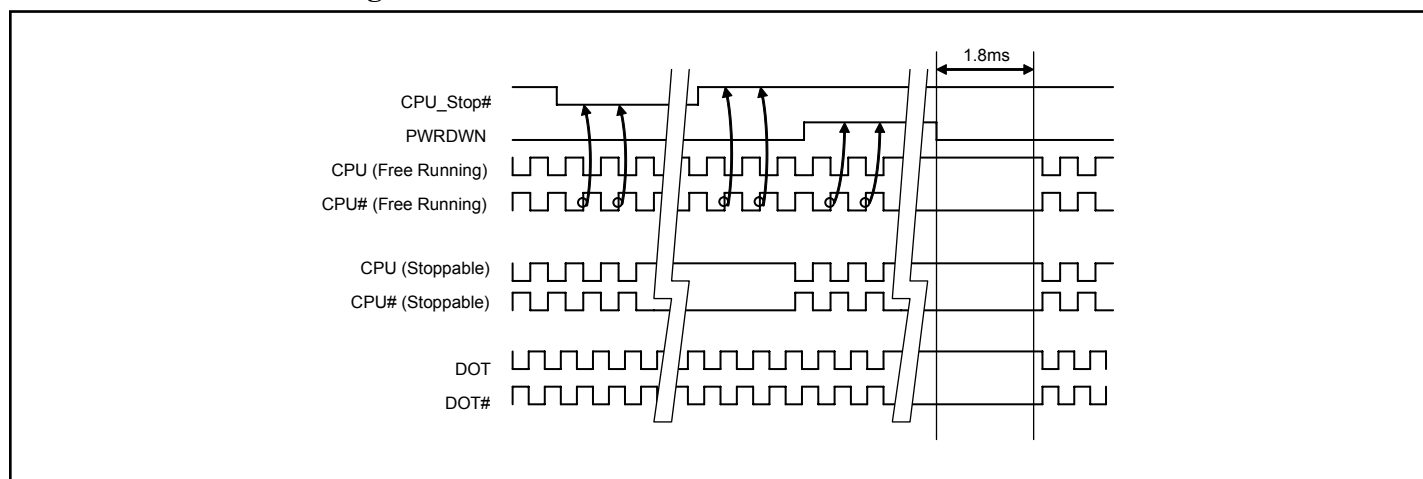 1.8ms
CPU_Stop#
PWRDWN
CPU (Free Running)
CPU# (Free Running)
CPU (Stoppable)
CPU# (Stoppable)
DOT
DOT#